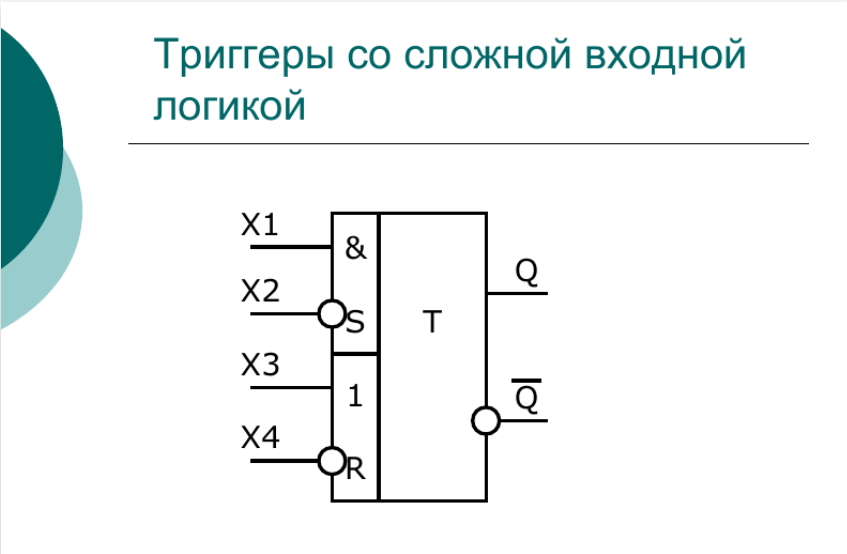 Триггеры со сложной входной
логикой
X1
&
Q
X2
S
T
X3
1
Q̅
X4
R